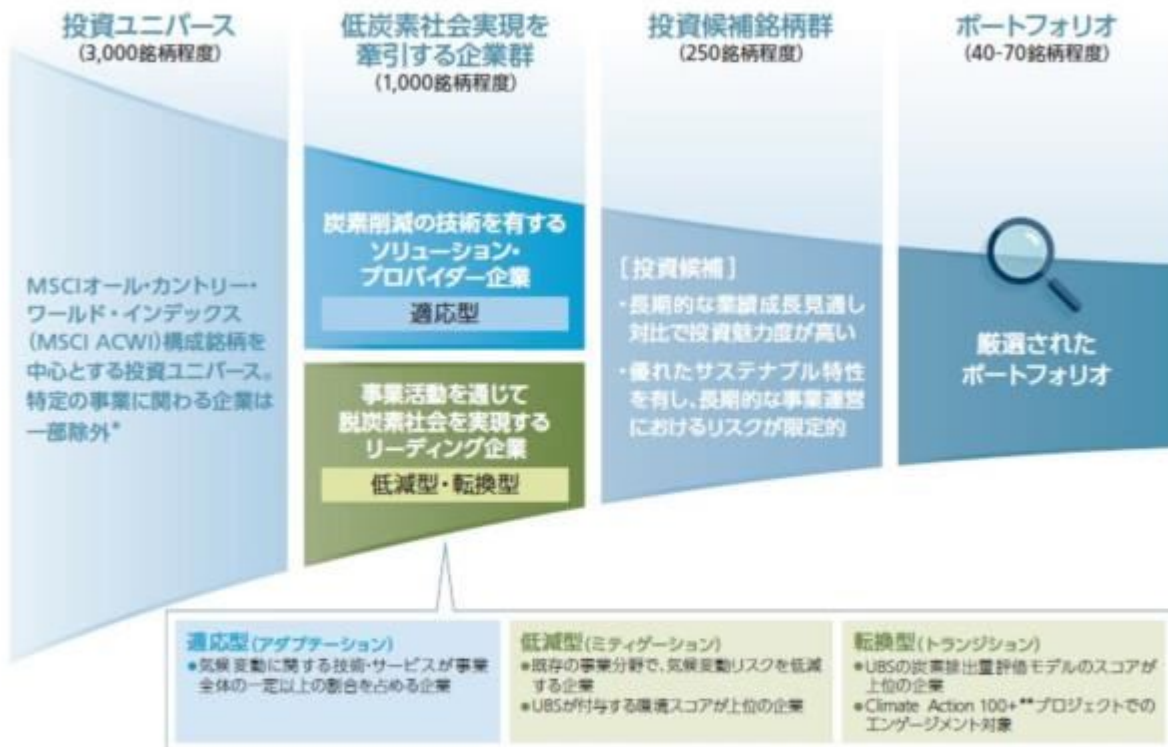 投資ユニバース
(3,000銘柄程度)
低炭素社会実現を
牽引する企業群
(1,000銘柄程度)
投資候補銘柄群
(250銘柄程度)
ポートフォリオ
(40-70銘柄程度)
MSCIオール・カントリー・
ワールド・インデックス
(MSCI ACWI)構成銘柄を
中心とする投資ユニバース。
特定の事業に関わる企業は
一部除外*
炭素削減の技術を有する
ソリューション・
プロバイダー企業
適応型
事業活動を通じて
脱炭素社会を実現する
リーディング企業
低減型・転換型
[投資候補]
・長期的な業績成長見通し
対比で投資魅力度が高い
・優れたサステナブル特性
を有し、長期的な事業運営
におけるリスクが限定的
厳選された
ポートフォリオ
適応型(アダプテーション)
●気候変動に関する技術・サービスが事業
全体の一定以上の割合を占める企業
低減型(ミティゲーション)
●既存の事業分野で、気候変動リスクを低減
する企業
●UBSが付与する環境スコアが上位の企業
転換型(トランジション)
●UBSの炭素排出量評価モデルのスコアが
上位の企業
●Climate Action 100+**プロジェクトでの
エンゲージメント対象